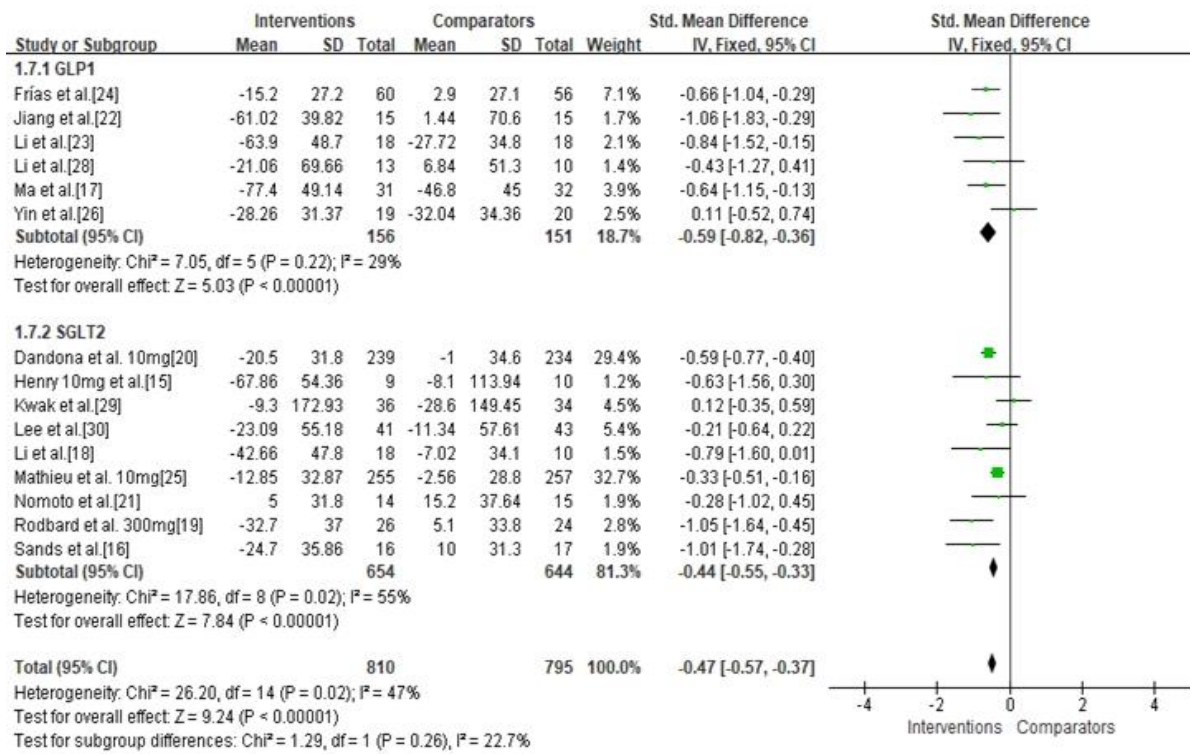 Interventions Comparators Std. Mean Difference Std. Mean Difference
Study or Subgroup Mean SD Total Mean SD Total Weight IV, Fixed, 95% CI IV, Fixed, 95% CI
1.7.1 GLP1
Frías et al.[24] -15.2 27.2 60 2.9 27.1 56 7.1% -0.66 [-1.04, -0.29]
Jiang et al.[22] -61.02 39.82 15 1.44 70.6 15 1.7% -1.06 [-1.83, -0.29]
Li et al.[23] -63.9 48.7 18 -27.72 34.8 18 2.1% -0.84 [-1.52, -0.15]
Li et al.[28] -21.06 69.66 13 6.84 51.3 10 1.4% -0.43 [-1.27, 0.41]
Ma et al.[17] -77.4 49.14 31 -46.8 45 32 3.9% -0.64 [-1.15, -0.13]
Yin et al.[26] -28.26 31.37 19 -32.04 34.36 20 2.5% 0.11 [-0.52, 0.74]
Subtotal (95% CI) 156 151 18.7% -0.59 [-0.82, -0.36]
Heterogeneity: Chi² = 7.05, df = 5 (P = 0.22); I² = 29%
Test for overall effect: Z = 5.03 (P < 0.00001)
1.7.2 SGLT2
Dandona et al. 10mg[20] -20.5 31.8 239 -1 34.6 234 29.4% -0.59 [-0.77, -0.40]
Henry 10mg et al.[15] -67.86 54.36 9 -8.1 113.94 10 1.2% -0.63 [-1.56, 0.30]
Kwak et al.[29] -9.3 172.93 36 -28.6 149.45 34 4.5% 0.12 [-0.35, 0.59]
Lee et al.[30] -23.09 55.18 41 -11.34 57.61 43 5.4% -0.21 [-0.64, 0.22]
Li et al.[18] -42.66 47.8 18 -7.02 34.1 10 1.5% -0.79 [-1.60, 0.01]
Mathieu et al. 10mg[25] -12.85 32.87 255 -2.56 28.8 257 32.7% -0.33 [-0.51, -0.16]
Nomoto et al.[21] 5 31.8 14 15.2 37.64 15 1.9% -0.28 [-1.02, 0.45]
Rodbard et al. 300mg[19] -32.7 37 26 5.1 33.8 24 2.8% -1.05 [-1.64, -0.45]
Sands et al.[16] -24.7 35.86 16 10 31.3 17 1.9% -1.01 [-1.74, -0.28]
Subtotal (95% CI) 654 644 81.3% -0.44 [-0.55, -0.33]
Heterogeneity: Chi² = 17.86, df = 8 (P = 0.02); I² = 55%
Test for overall effect: Z = 7.84 (P < 0.00001)
Total (95% CI) 810 795 100.0% -0.47 [-0.57, -0.37]
Heterogeneity: Chi² = 26.20, df = 14 (P = 0.02); I² = 47%
Test for overall effect: Z = 9.24 (P < 0.00001)
Test for subgroup differences: Chi² = 1.29, df = 1 (P = 0.26), I² = 22.7%
-4 -2 0 2 4
Interventions Comparators